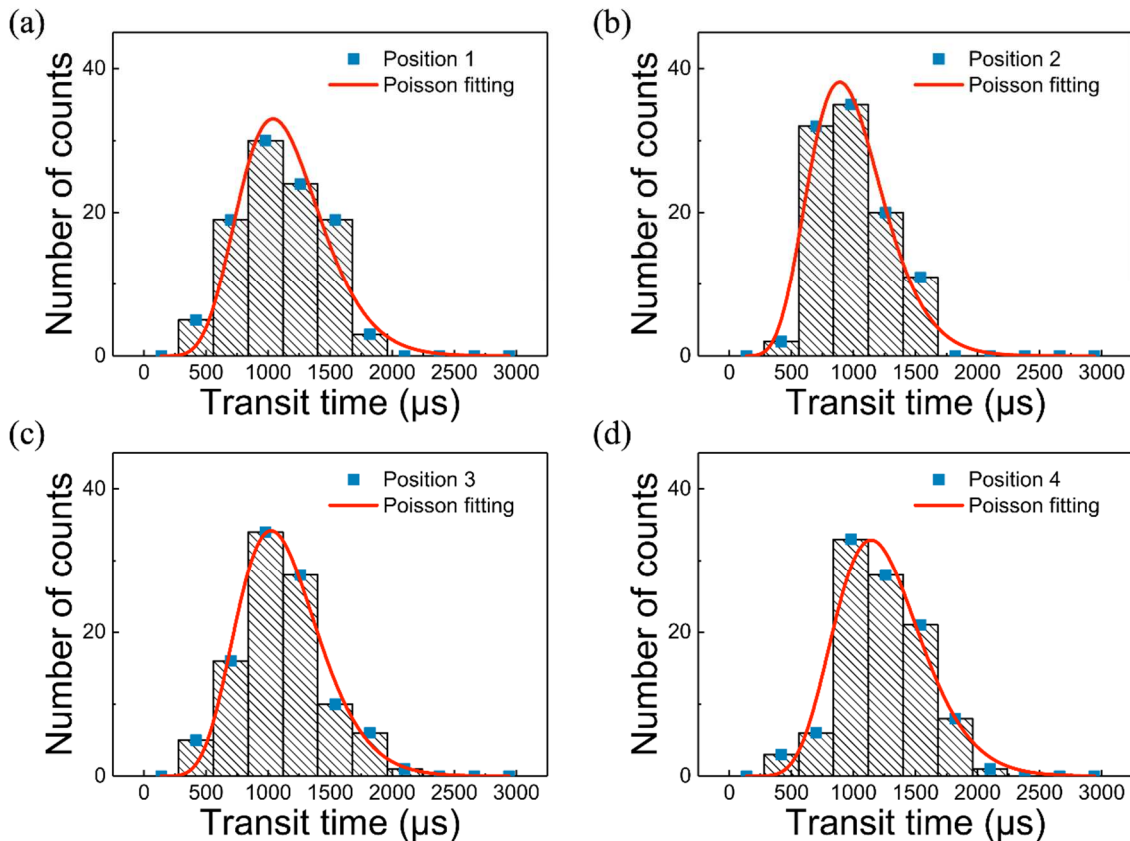 (a)
Number of counts
40
20
0
Position 1
Poisson fitting
0 500 1000 1500 2000 2500 3000
Transit time (μs)
(b)
Number of counts
40
20
0
Position 2
Poisson fitting
0 500 1000 1500 2000 2500 3000
Transit time (μs)
(c)
Number of counts
40
20
0
Position 3
Poisson fitting
0 500 1000 1500 2000 2500 3000
Transit time (μs)
(d)
Number of counts
40
20
0
Position 4
Poisson fitting
0 500 1000 1500 2000 2500 3000
Transit time (μs)